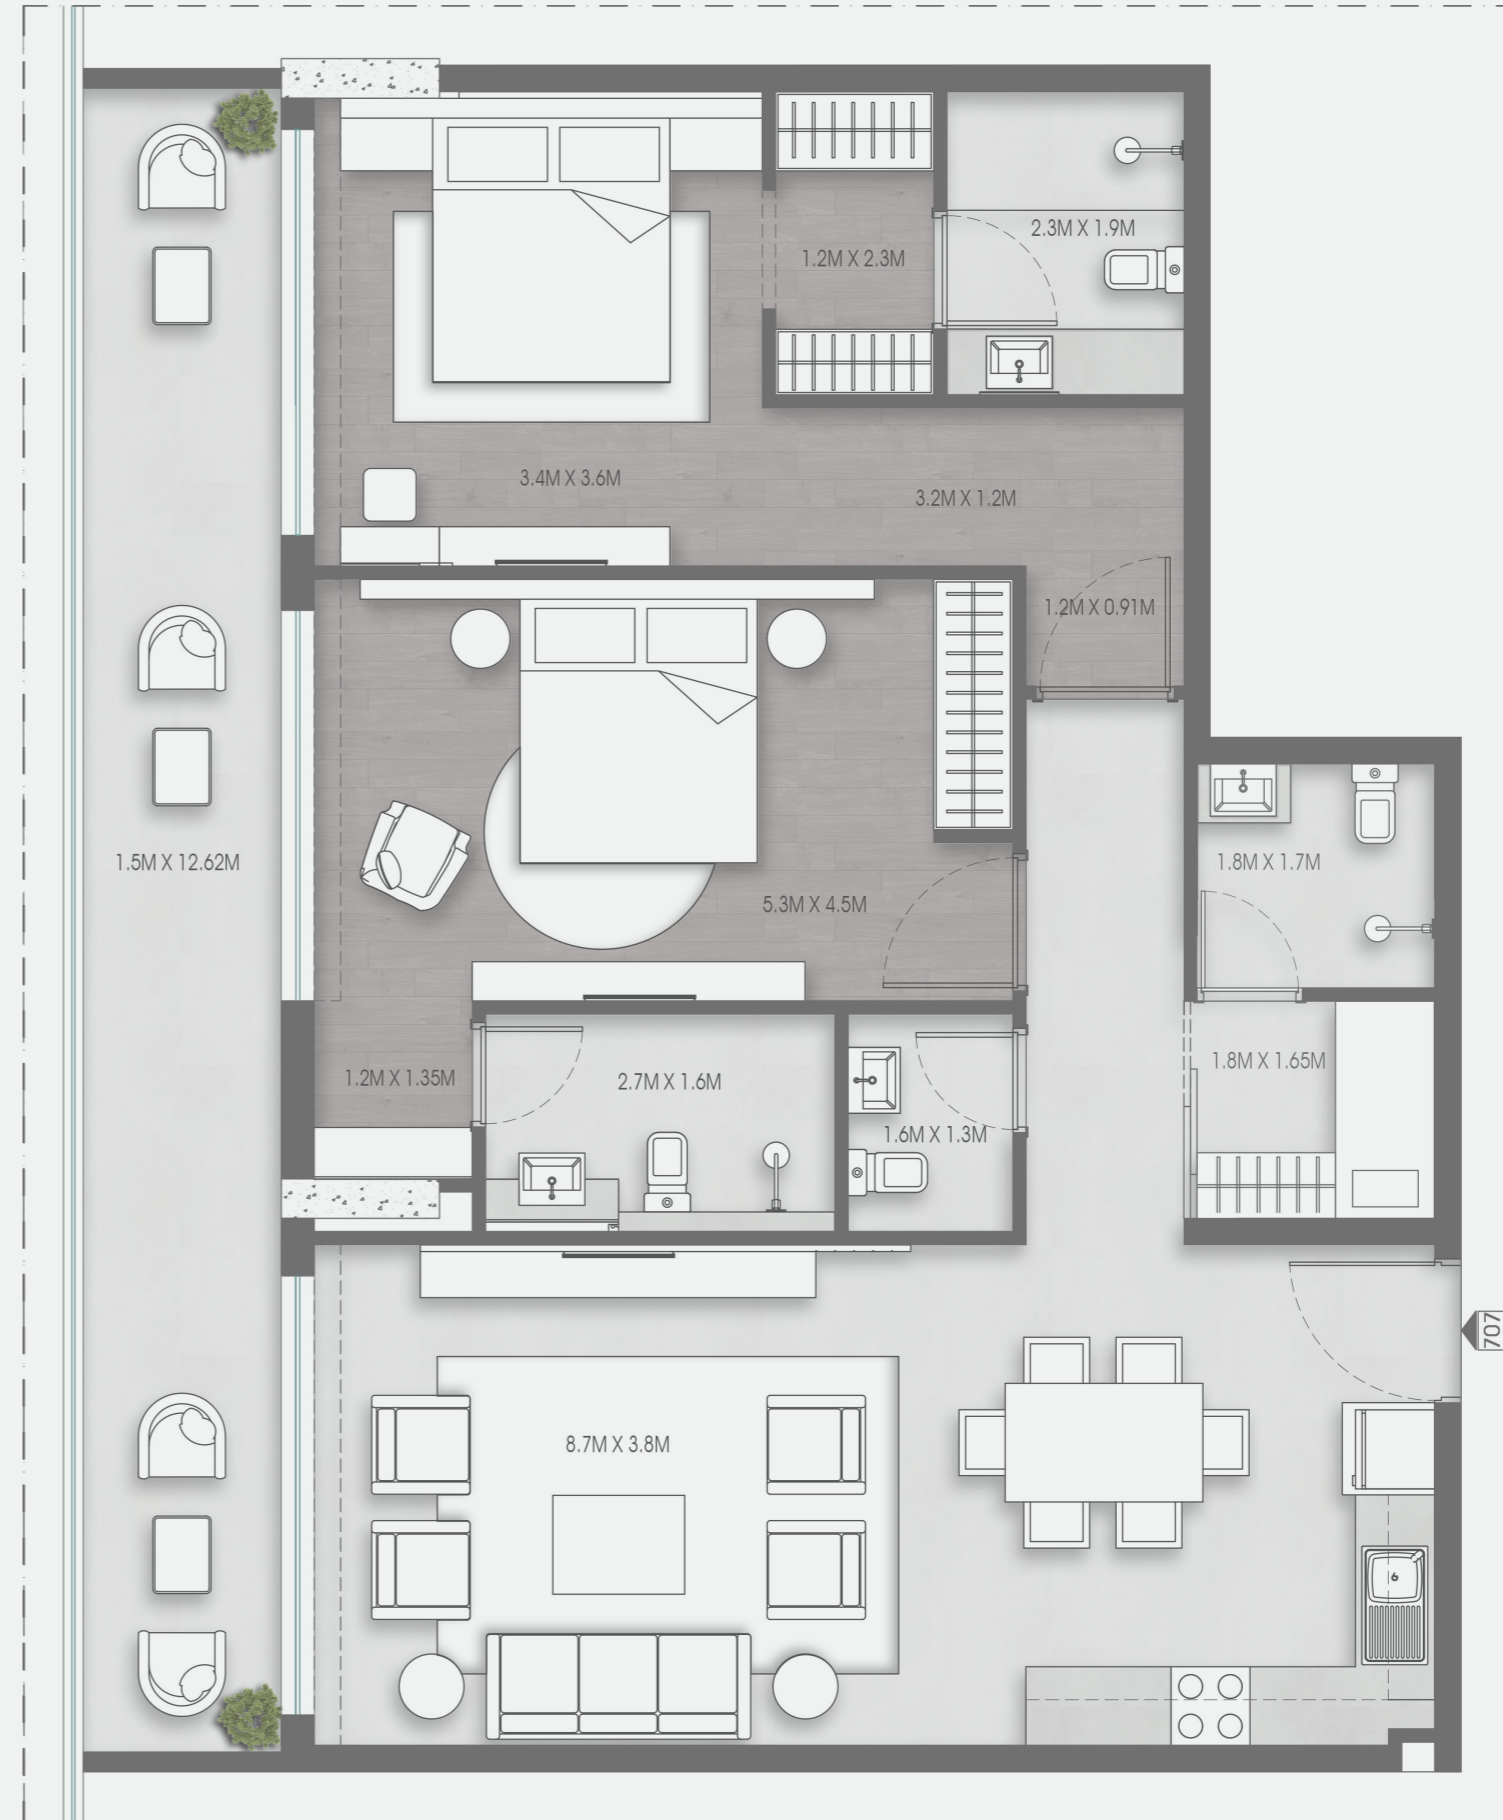 2.3M X 1.9M
1.2M X 2.3M
3.4M X 3.6M
3.2M X 1.2M
1.2M X 0.91M
1.5M X 12.62M
1.8M X 1.7M
5.3M X 4.5M
1.8M X 1.65M
1.2M X 1.35M
2.7M X 1.6M
1.6M X 1.3M
707
8.7M X 3.8M